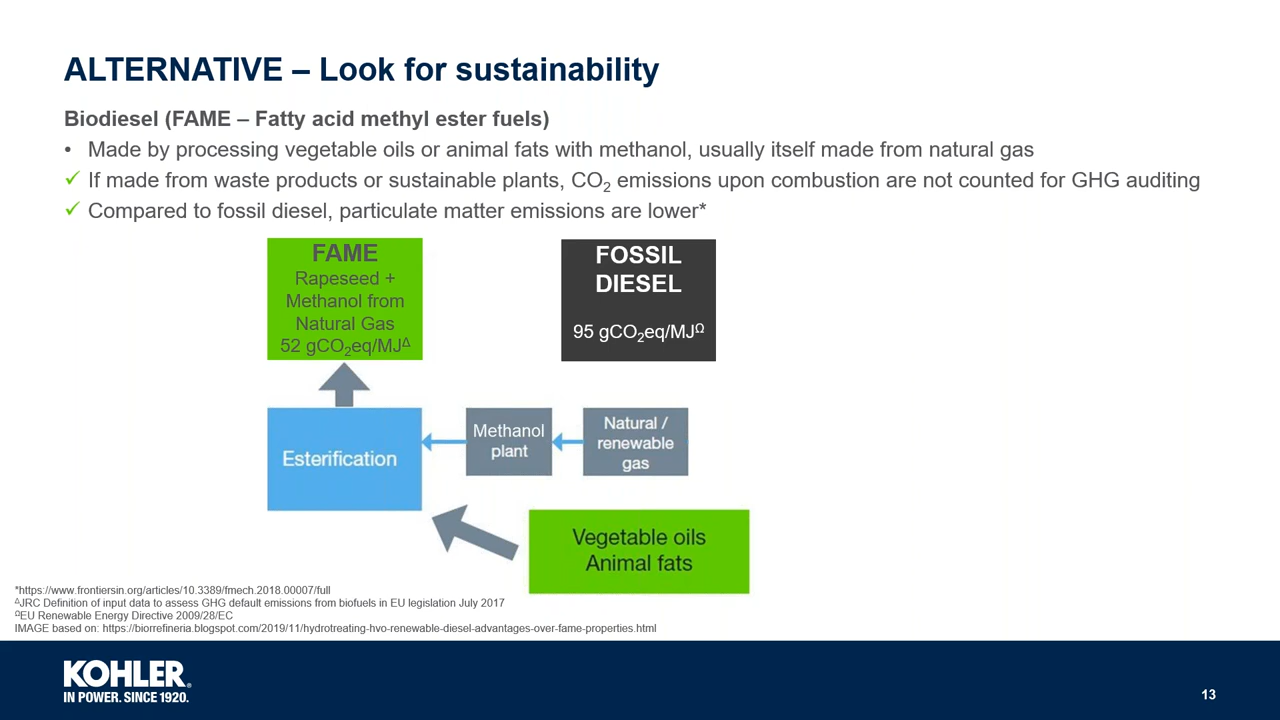 ALTERNATIVE – Look for sustainability
Biodiesel (FAME – Fatty acid methyl ester fuels)
• Made by processing vegetable oils or animal fats with methanol, usually itself made from natural gas
✓ If made from waste products or sustainable plants, CO₂ emissions upon combustion are not counted for GHG auditing
✓ Compared to fossil diesel, particulate matter emissions are lower*
FAME
Rapeseed +
Methanol from
Natural Gas
52 gCO₂eq/MJᐞ
FOSSIL
DIESEL
95 gCO₂eq/MJΩ
Esterification
Methanol
plant
Natural /
renewable
gas
Vegetable oils
Animal fats
*https://www.frontiersin.org/articles/10.3389/fmech.2018.00007/full
ΔJRC Definition of input data to assess GHG default emissions from biofuels in EU legislation July 2017
ΩEU Renewable Energy Directive 2009/28/EC
IMAGE based on: https://biorrefineria.blogspot.com/2019/11/hydrotreating-hvo-renewable-diesel-advantages-over-fame-properties.html
KOHLER®
IN POWER. SINCE 1920.
13